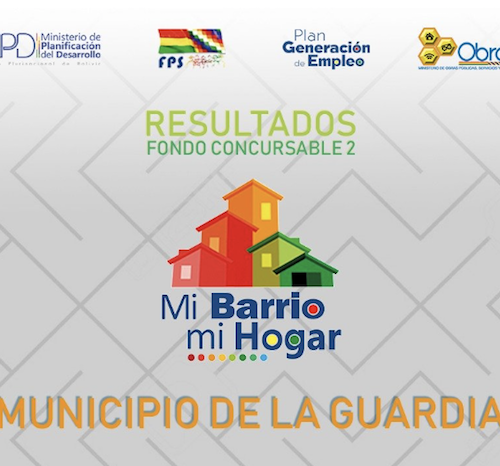 PD
Ministerio de
Planificación
del Desarrollo
FPS
Plan
Generación
de Empleo
Obra
RESULTADOS
FONDO CONCURSABLE 2
Mi Barrio
mi Hogar
MUNICIPIO DE LA GUARDIA